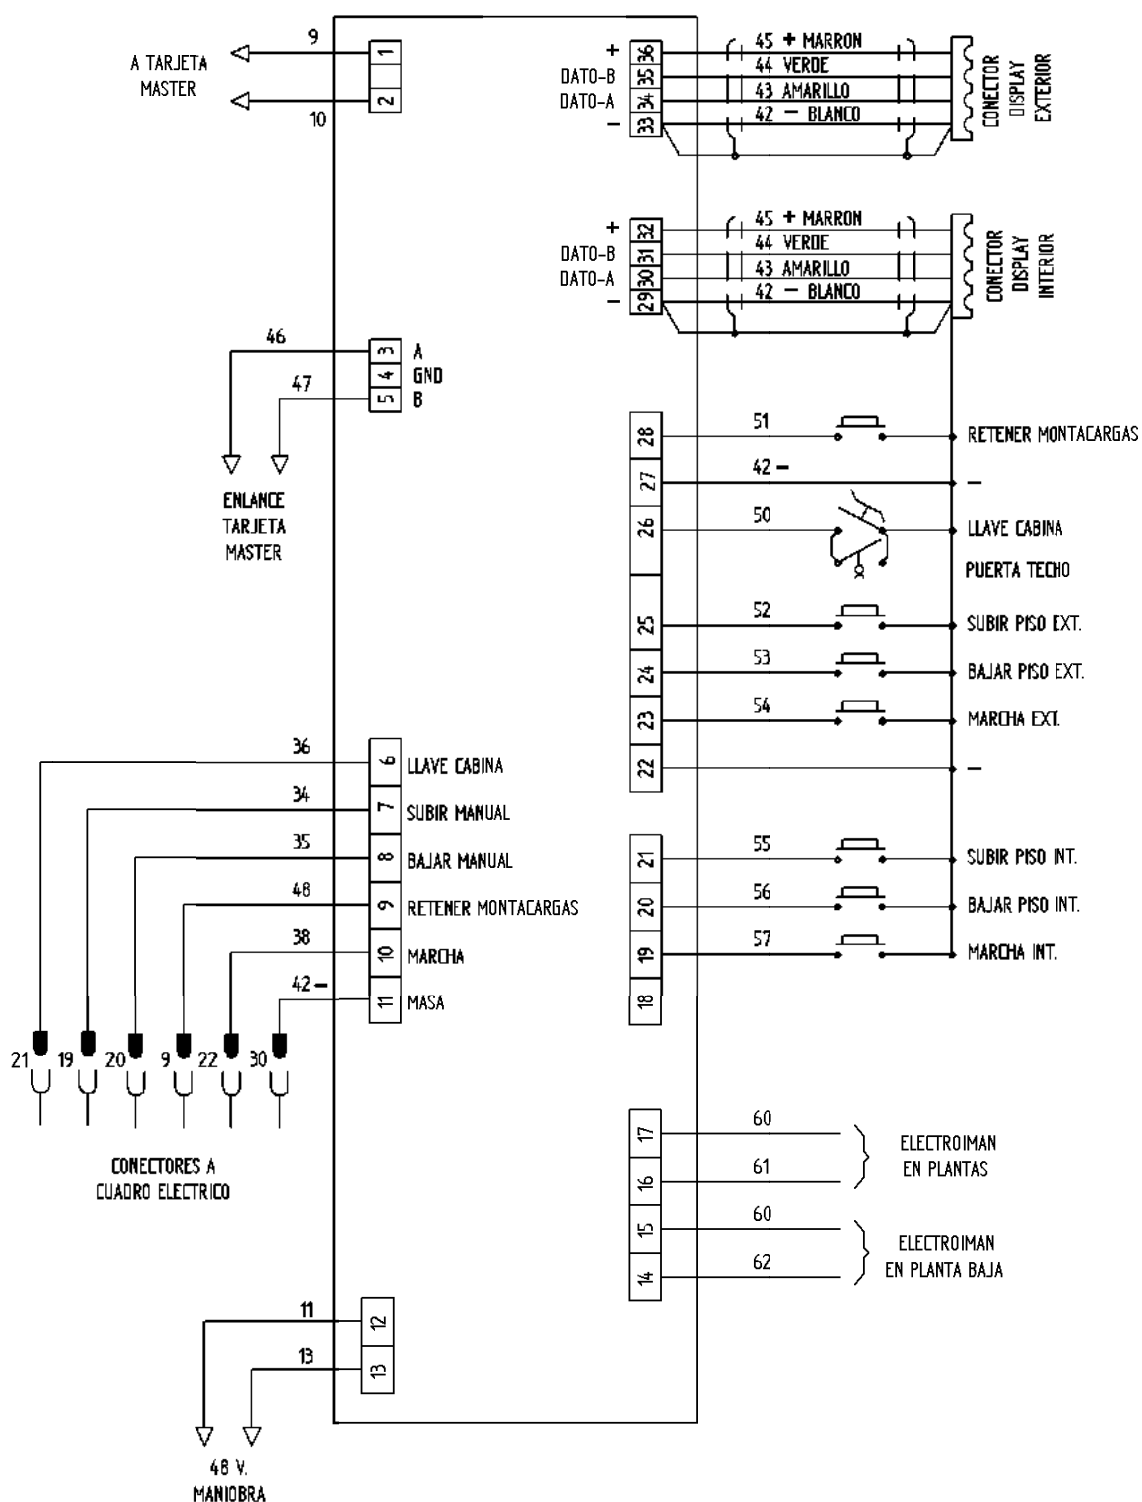 9
1
A TARJETA
MASTER
2
10
+ 36 45 + MARRON
DATO-B 35 44 VERDE
DATO-A 34 43 AMARILLO
- 33 42 - BLANCO
CONECTOR
DISPLAY
EXTERIOR
+ 32 45 + MARRON
DATO-B 31 44 VERDE
DATO-A 30 43 AMARILLO
- 29 42 - BLANCO
CONECTOR
DISPLAY
INTERIOR
46 3 A
4 GND
47 5 B
ENLANCE
TARJETA
MASTER
28 51 RETENER MONTACARGAS
27 42 - -
26 50 LLAVE CABINA
PUERTA TECHO
25 52 SUBIR PISO EXT.
24 53 BAJAR PISO EXT.
23 54 MARCHA EXT.
22 -
36 6 LLAVE CABINA
34 7 SUBIR MANUAL
35 8 BAJAR MANUAL
48 9 RETENER MONTACARGAS
38 10 MARCHA
42 - 11 MASA
21 55 SUBIR PISO INT.
20 56 BAJAR PISO INT.
19 57 MARCHA INT.
18
21 19 20 9 22 30
CONECTORES A
CUADRO ELECTRICO
17 60
16 61
ELECTROIMAN
EN PLANTAS
15 60
14 62
ELECTROIMAN
EN PLANTA BAJA
11 12
13 13
48 V.
MANIOBRA